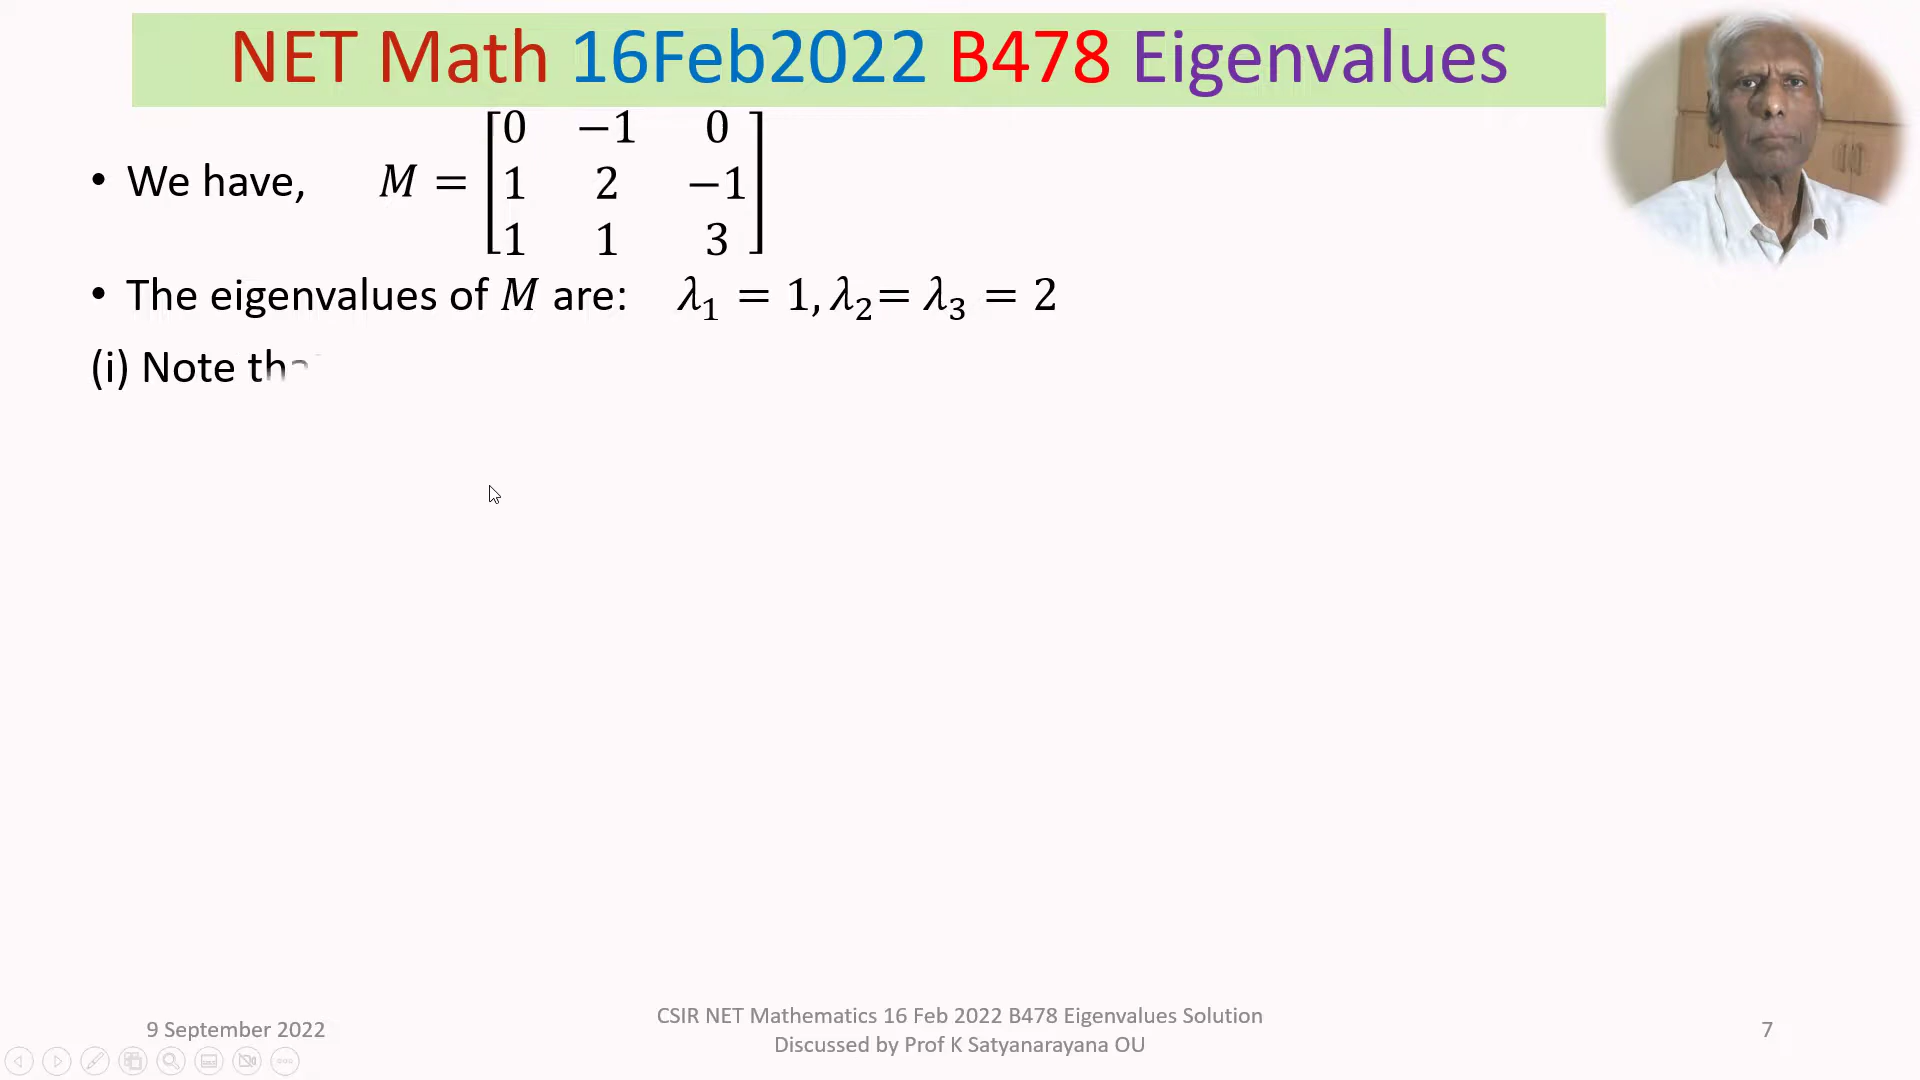 NET Math 16Feb2022 B478 Eigenvalues
• We have, M = [0 −1 0
1 2 −1
1 1 3]
• The eigenvalues of M are: λ₁ = 1, λ₂= λ₃ = 2
(i) Note
9 September 2022
CSIR NET Mathematics 16 Feb 2022 B478 Eigenvalues Solution
Discussed by Prof K Satyanarayana OU
7